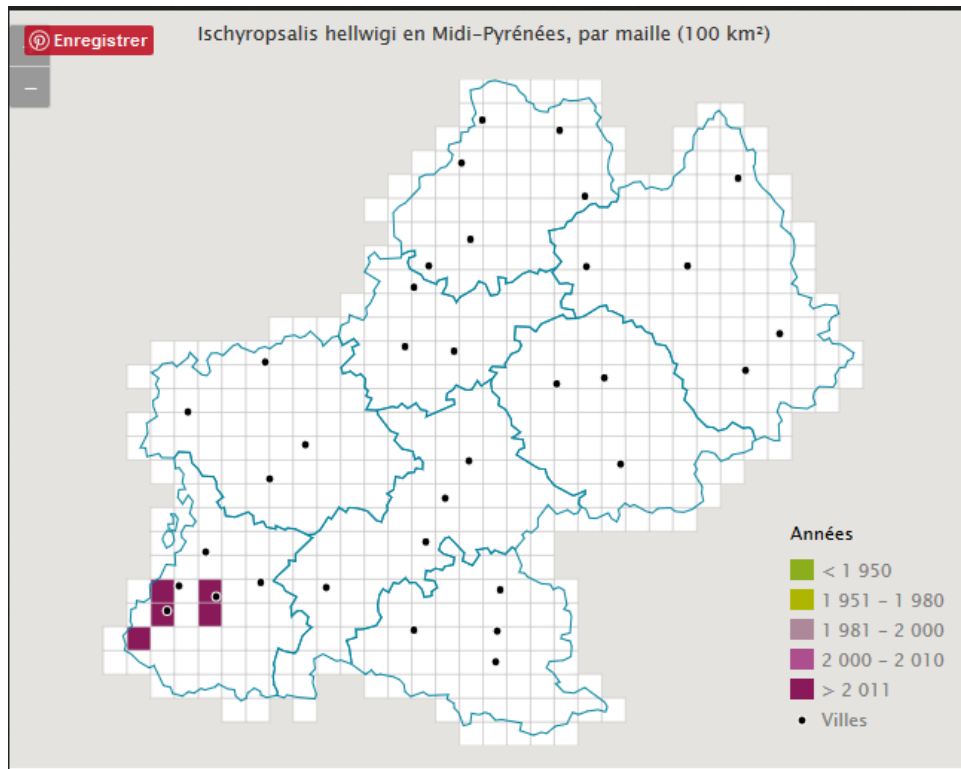 Enregistrer
Ischyropsalis hellwigi en Midi-Pyrénées, par maille (100 km²)
−
Années
< 1 950
1 951 - 1 980
1 981 - 2 000
2 000 - 2 010
> 2 011
Villes